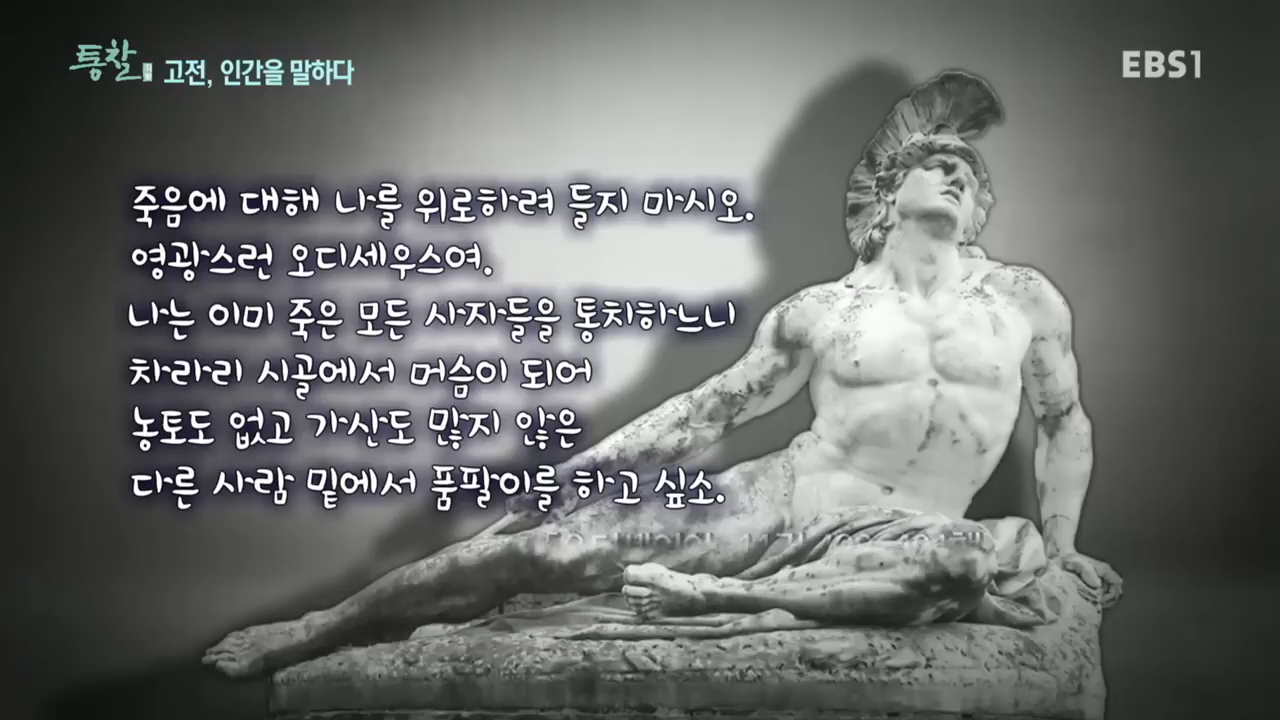 통찰 고전, 인간을 말하다
EBS1
죽음에 대해 나를 위로하려 들지 마시오.
영광스런 오디세우스여.
나는 이미 죽은 모든 사자들을 통치하느니
차라리 시골에서 머슴이 되어
농토도 없고 가산도 많지 않은
다른 사람 밑에서 품팔이를 하고 싶소.